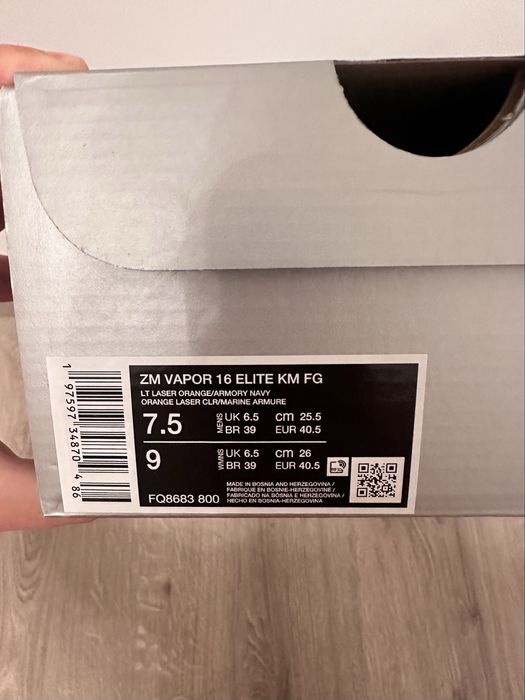 ZM VAPOR 16 ELITE KM FG
LT LASER ORANGE/ARMORY NAVY
ORANGE LASER CLR/MARINE ARMURE
7.5 MENS UK 6.5 cm 25.5
BR 39 EUR 40.5
9 WMNS UK 6.5 cm 26
BR 39 EUR 40.5
FQ8683 800
MADE IN BOSNIA AND HERZEGOVINA /
FABRIQUE EN BOSNIE-HERZEGOVINE /
FABRICADO NA BÓSNIA E HERZEGOVINA /
HECHO EN BOSNIA-HERZEGOVINA
1 97597 34870 4 86